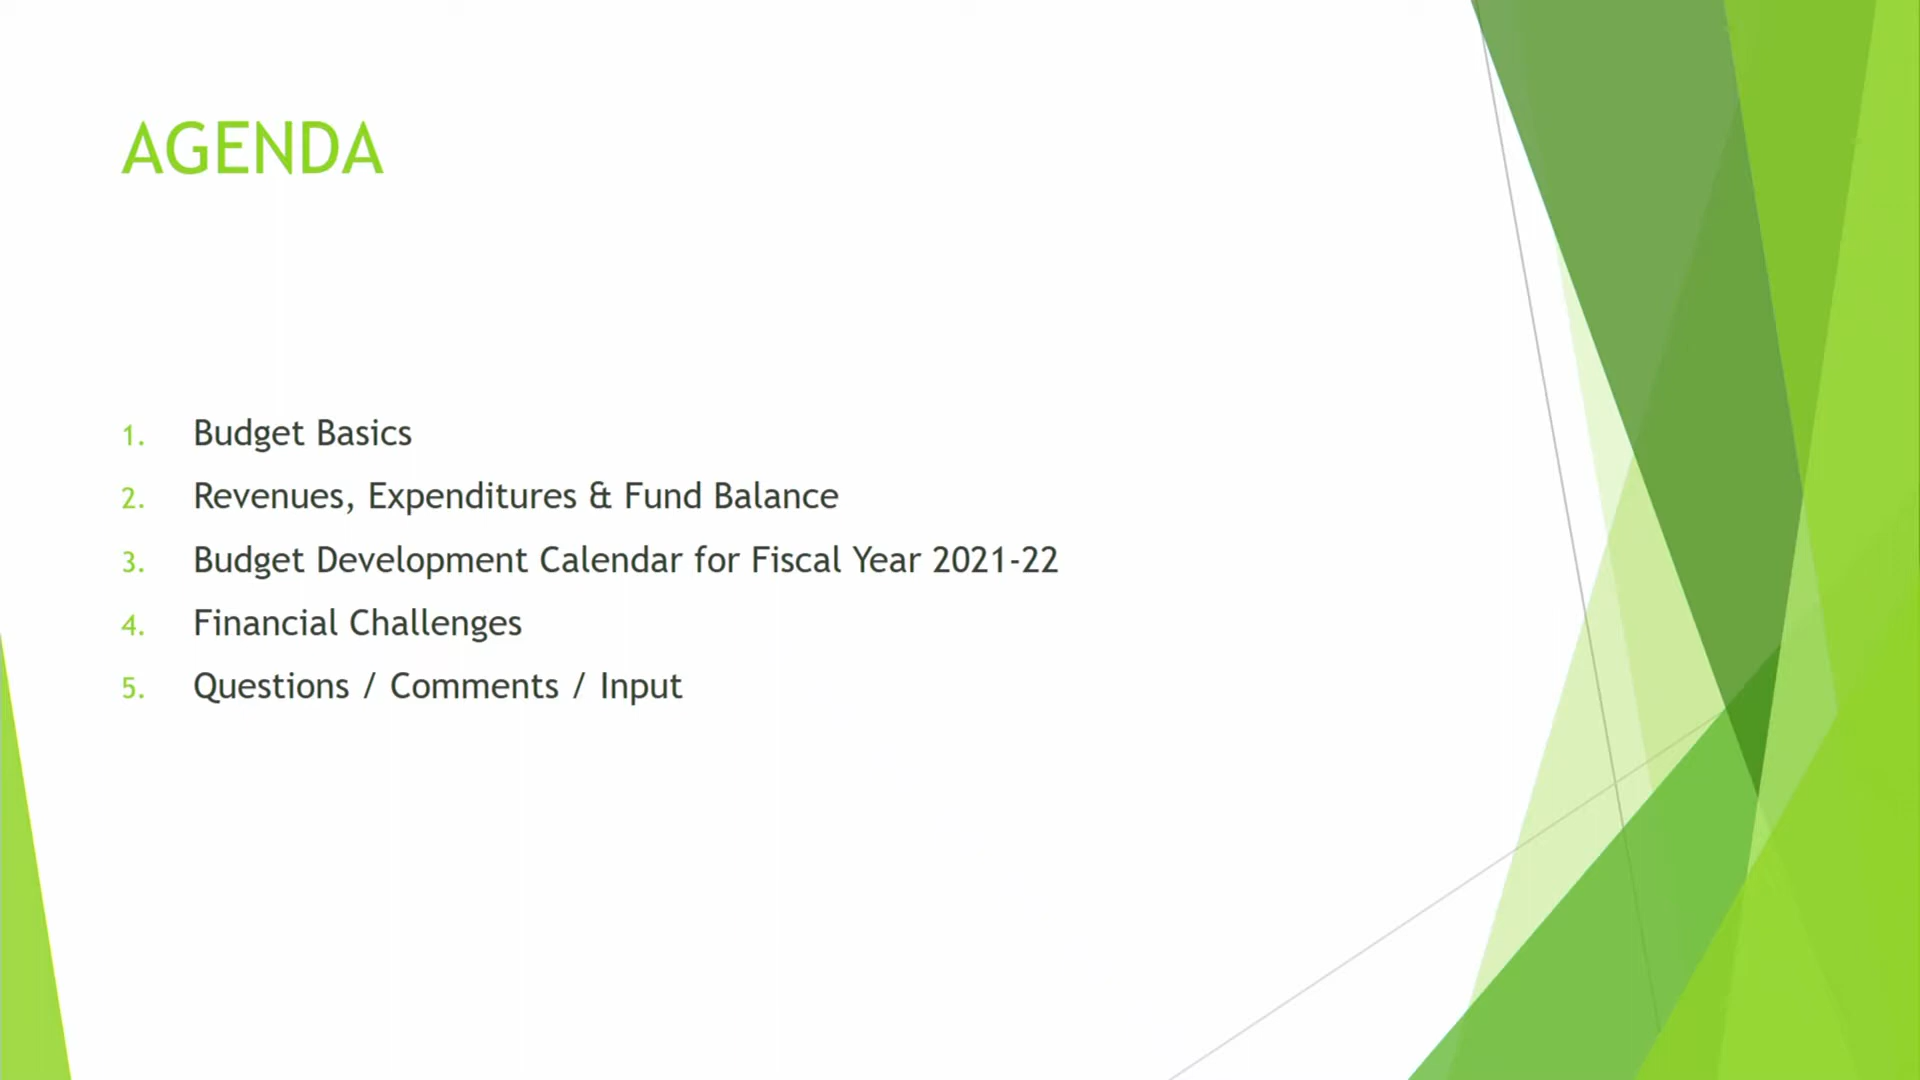 AGENDA
1. Budget Basics
2. Revenues, Expenditures & Fund Balance
3. Budget Development Calendar for Fiscal Year 2021-22
4. Financial Challenges
5. Questions / Comments / Input